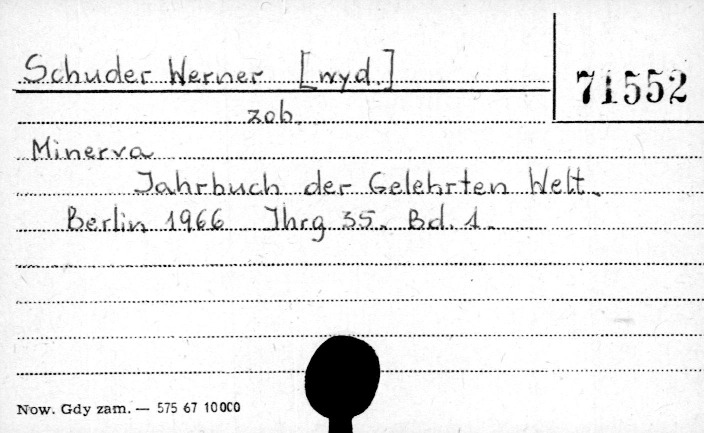 Schuder Werner [wyd.]
71552
zob.
Minerva
Jahrbuch der Gelehrten Welt.
Berlin 1966 Jhrg 35. Bd. 1.
Now. Gdy zam. — 575 67 10000